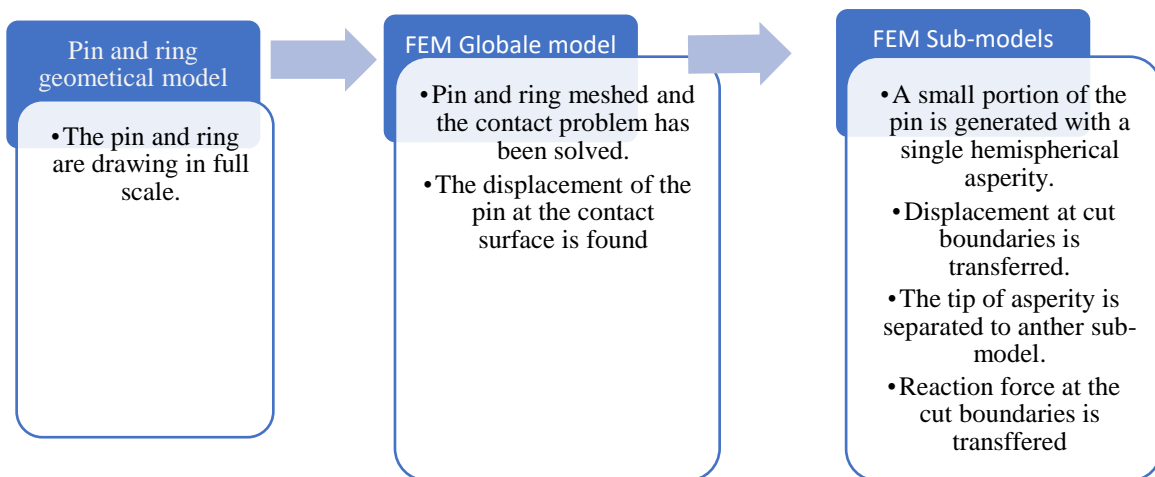 Pin and ring
geometical model
•The pin and ring
are drawing in full
scale.
FEM Globale model
•Pin and ring meshed and
the contact problem has
been solved.
•The displacement of the
pin at the contact
surface is found
FEM Sub-models
•A small portion of the
pin is generated with a
single hemispherical
asperity.
•Displacement at cut
boundaries is
transferred.
•The tip of asperity is
separated to anther sub-
model.
•Reaction force at the
cut boundaries is
transffered